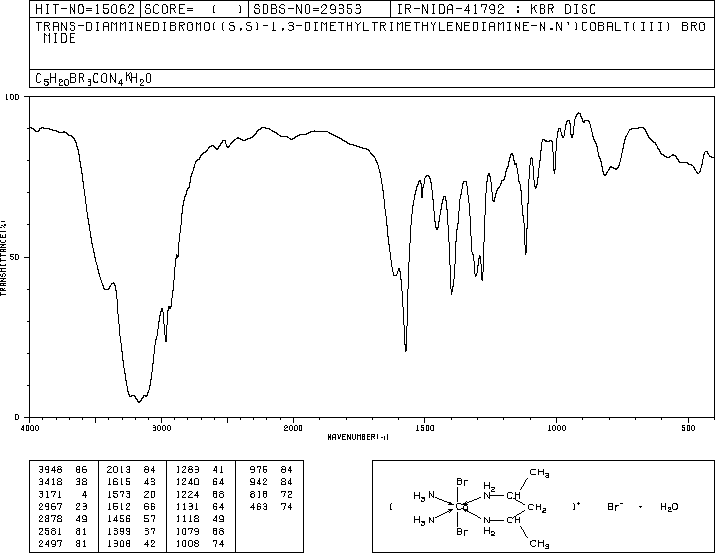 HIT-NO=15062 SCORE= ( ) SDBS-NO=29353 IR-NIDA-41792 : KBR DISC
TRANS-DIAMMINEDIBROMO((S,S)-1,3-DIMETHYLTRIMETHYLENEDIAMINE-N.N')COBALT(III) BRO
MIDE
C5H20BR3CON4·H2O
100
50
0
TRANSMITTANCE(%)
4000 3000 2000 1500 1000 500
WAVENUMBER(-1)
3948 86 2013 84 1283 41 976 84
3418 38 1615 43 1240 64 942 84
3171 4 1573 20 1224 68 818 72
2967 23 1512 66 1131 64 463 74
2878 49 1456 57 1118 49
2581 81 1399 37 1079 68
2497 81 1308 42 1008 74
CH3
Br H2
H3N N CH
( Co CH2 )+ Br- · H2O
H3N N CH
Br H2
CH3